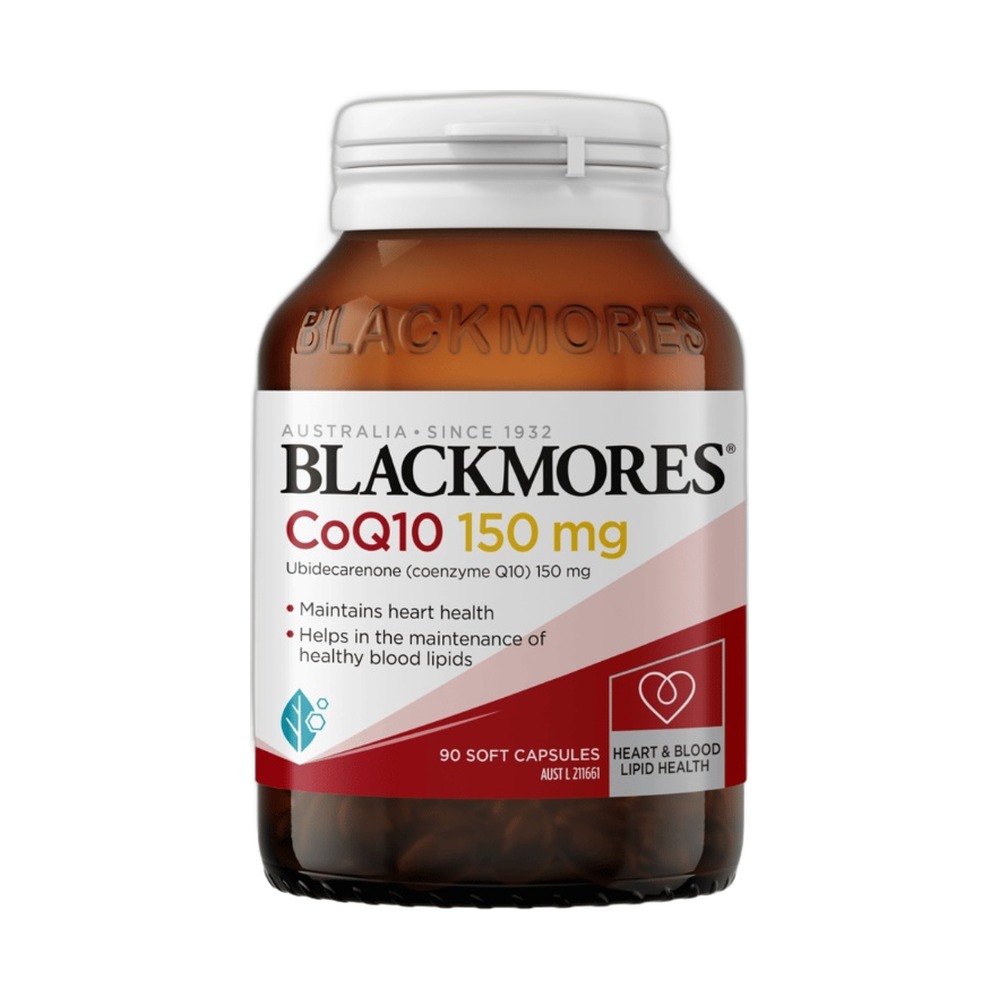 BLACKMORES
AUSTRALIA • SINCE 1932
BLACKMORES®
CoQ10 150 mg
Ubidecarenone (coenzyme Q10) 150 mg
• Maintains heart health
• Helps in the maintenance of
healthy blood lipids
90 SOFT CAPSULES
AUST L 211661
HEART & BLOOD
LIPID HEALTH